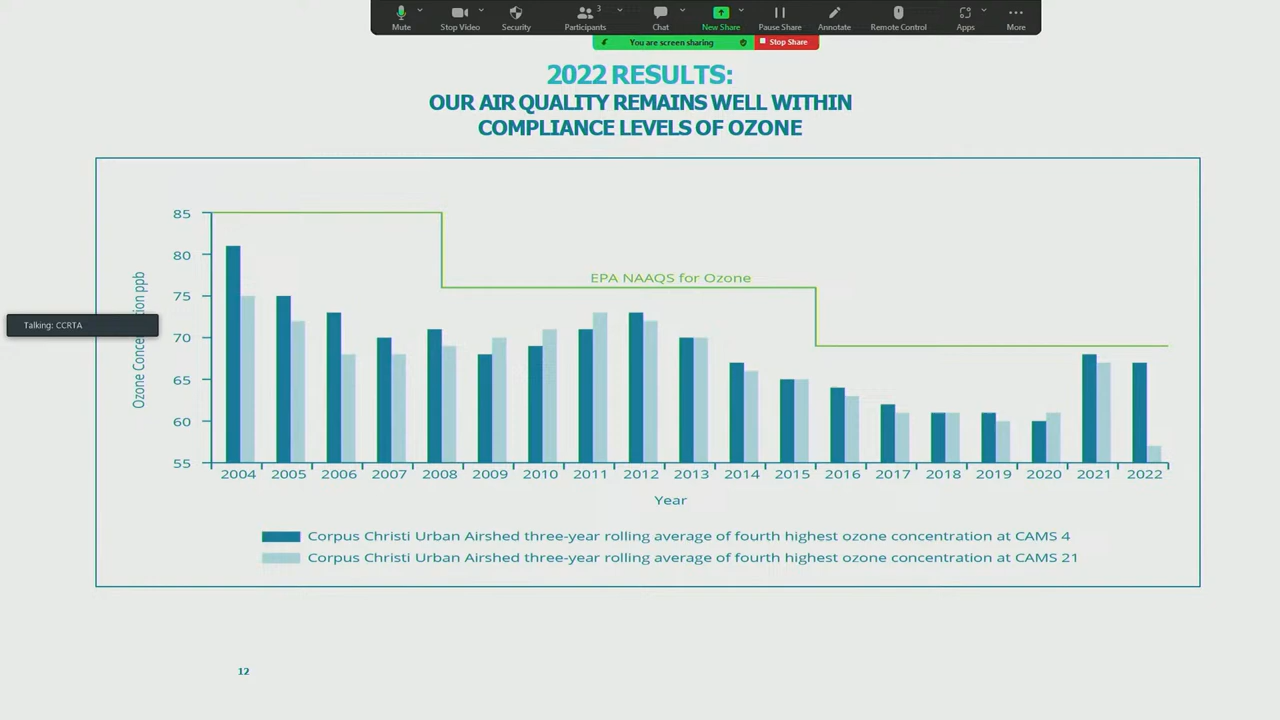 Mute
Stop Video
Security
Participants
3
Chat
New Share
Pause Share
Annotate
Remote Control
Apps
More
You are screen sharing
Stop Share
2022 RESULTS:
OUR AIR QUALITY REMAINS WELL WITHIN
COMPLIANCE LEVELS OF OZONE
85
80
75
70
65
60
55
Ozone Conce
tion ppb
Talking: CCRTA
EPA NAAQS for Ozone
2004 2005 2006 2007 2008 2009 2010 2011 2012 2013 2014 2015 2016 2017 2018 2019 2020 2021 2022
Year
Corpus Christi Urban Airshed three-year rolling average of fourth highest ozone concentration at CAMS 4
Corpus Christi Urban Airshed three-year rolling average of fourth highest ozone concentration at CAMS 21
12